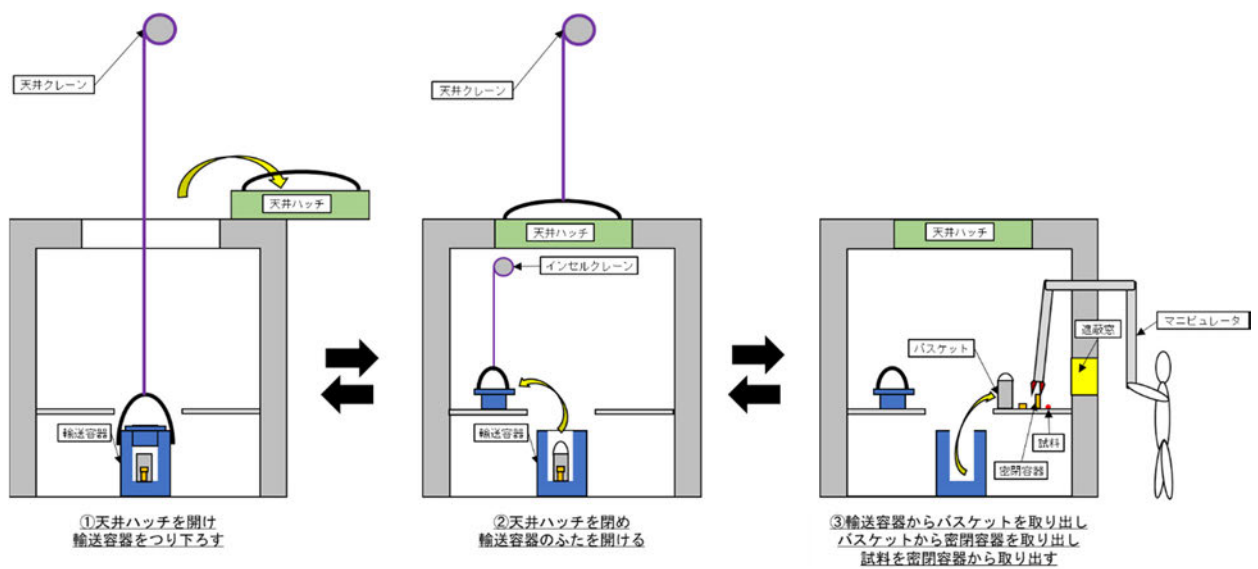 天井クレーン
天井ハッチ
輸送容器
①天井ハッチを開け
輸送容器をつり下ろす
天井クレーン
天井ハッチ
インセルクレーン
輸送容器
②天井ハッチを閉め
輸送容器のふたを開ける
天井ハッチ
マニピュレータ
遮蔽窓
バスケット
試料
密閉容器
③輸送容器からバスケットを取り出し
バスケットから密閉容器を取り出し
試料を密閉容器から取り出す